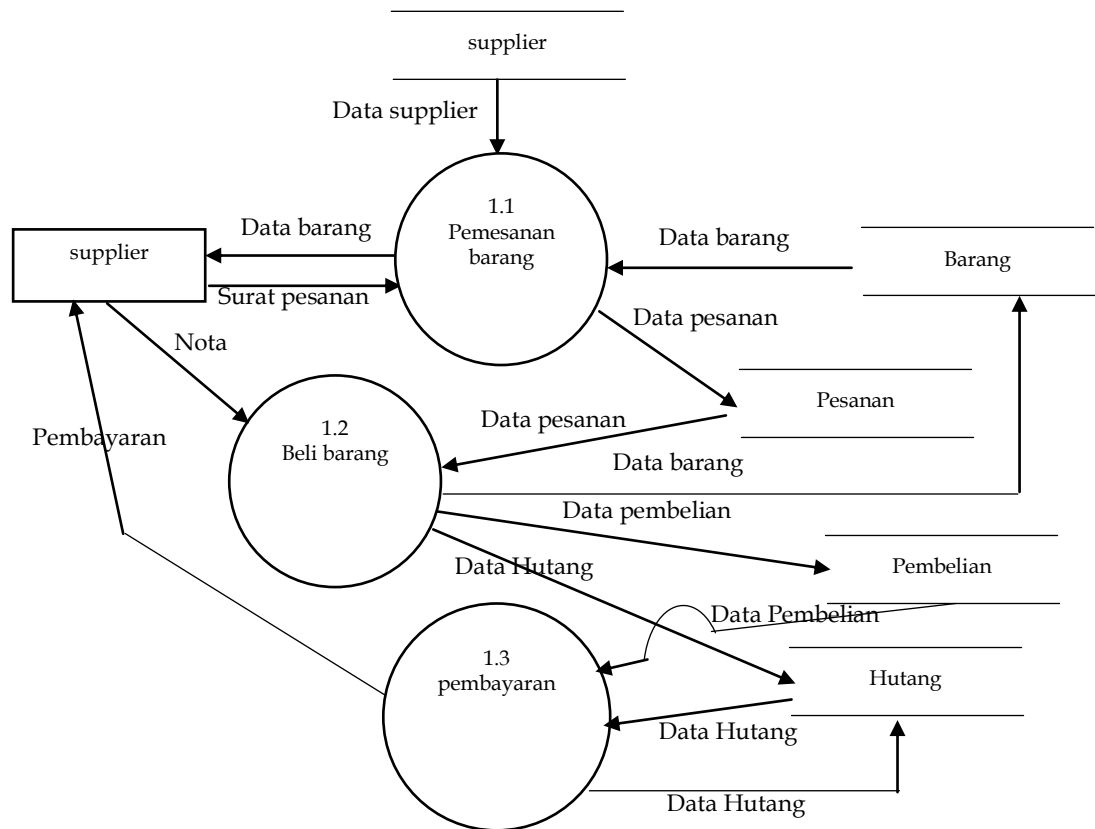 supplier
Data supplier
1.1
Pemesanan
barang
Data barang
Data barang
supplier
Barang
Surat pesanan
Data pesanan
Nota
Pesanan
Data pesanan
1.2
Beli barang
Pembayaran
Data barang
Data pembelian
Data Hutang
Pembelian
Data Pembelian
1.3
pembayaran
Hutang
Data Hutang
Data Hutang